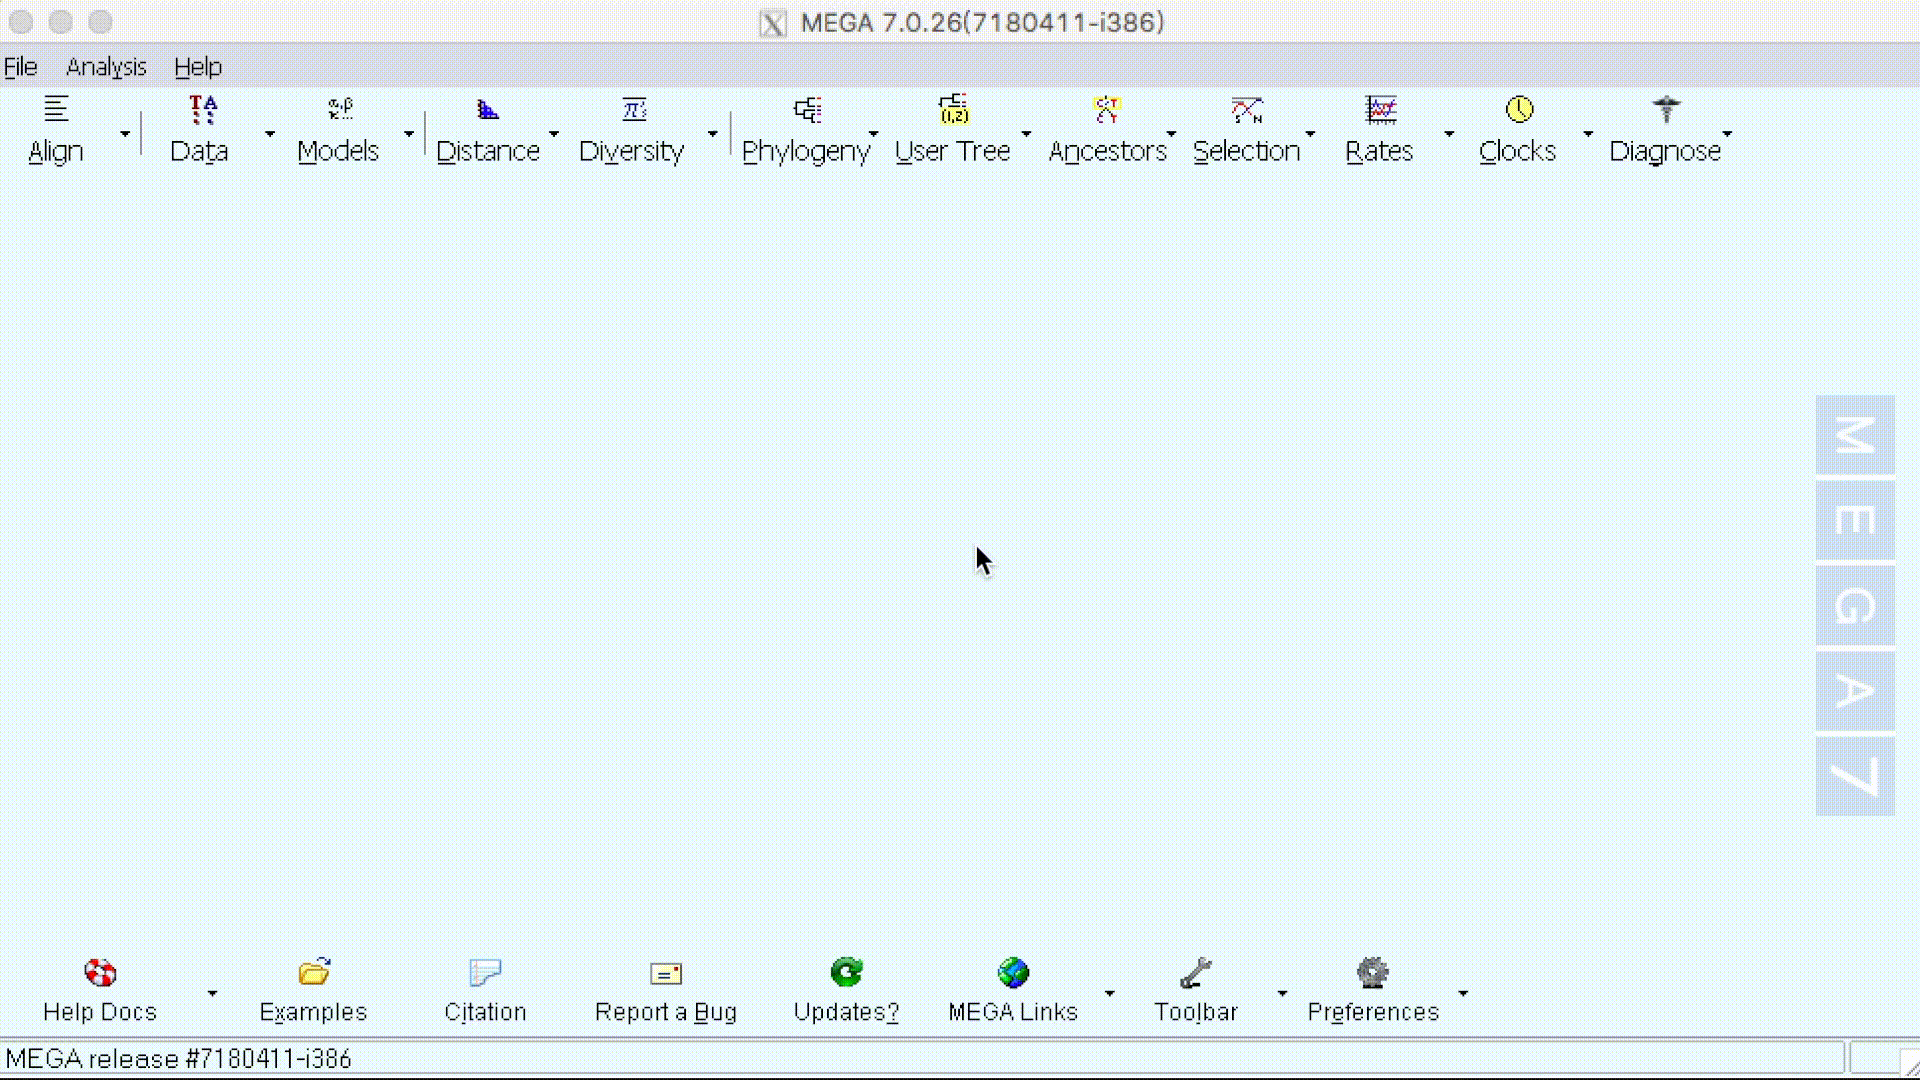 MEGA 7.0.26(7180411-i386)
File Analysis Help
Align Data Models Distance Diversity Phylogeny User Tree Ancestors Selection Rates Clocks Diagnose
M
E
G
A
7
Help Docs Examples Citation Report a Bug Updates? MEGA Links Toolbar Preferences
MEGA release #7180411-i386